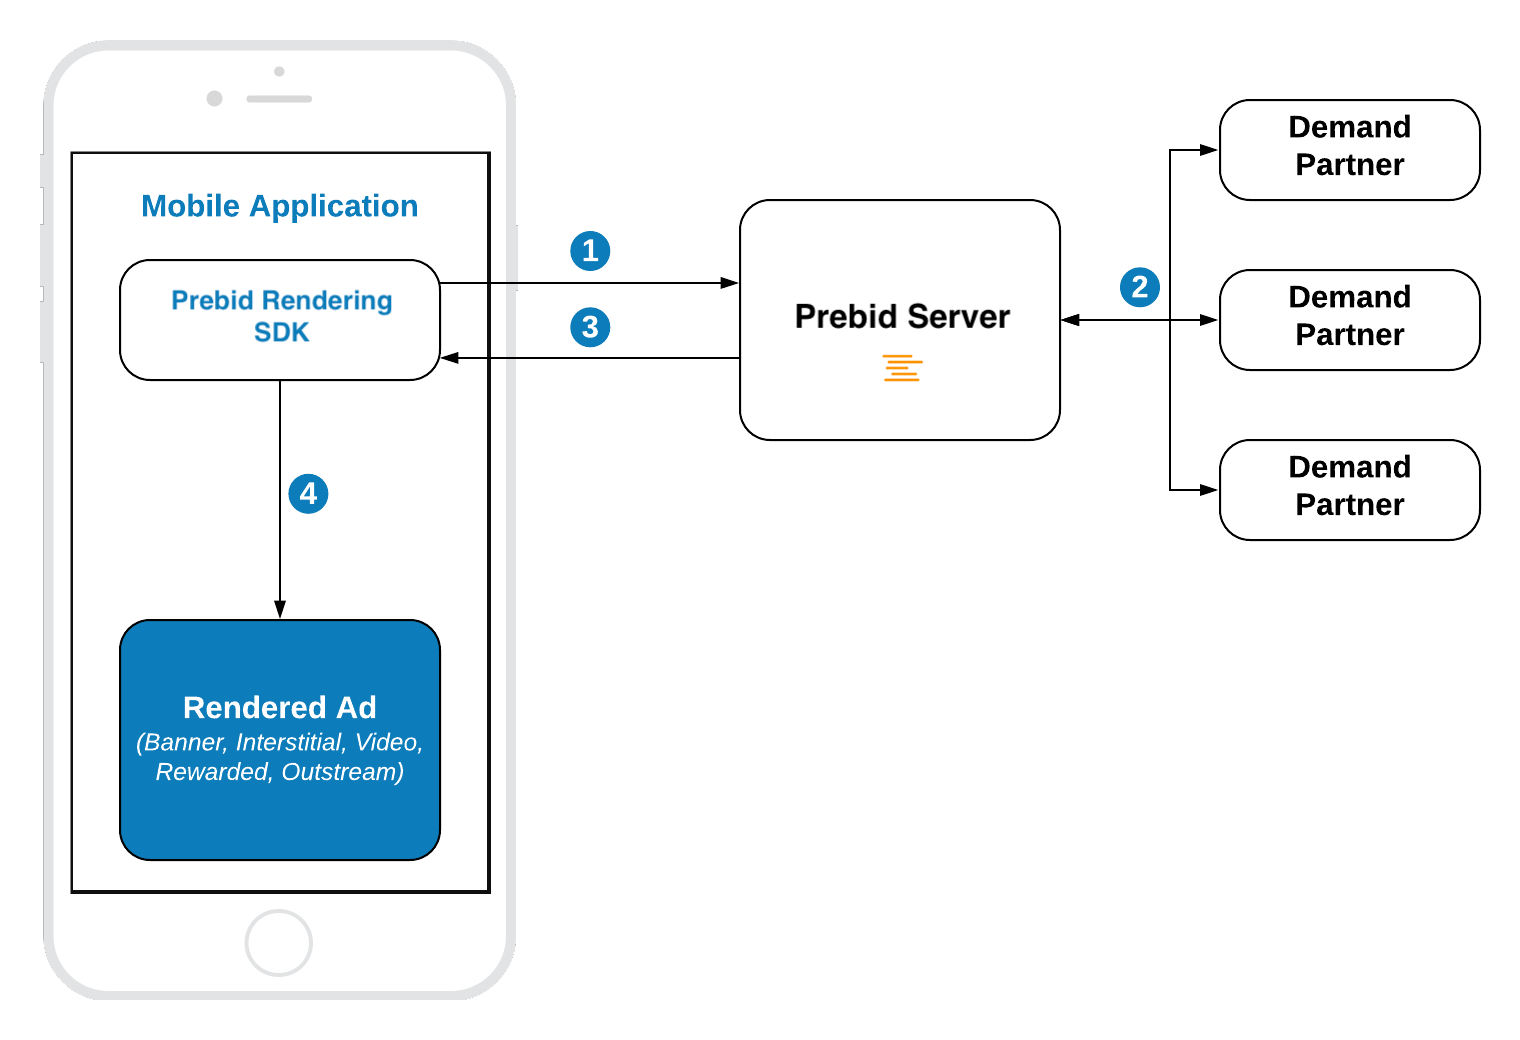 Mobile Application
Prebid Rendering
SDK
1
3
Prebid Server
2
Demand
Partner
Demand
Partner
Demand
Partner
4
Rendered Ad
(Banner, Interstitial, Video,
Rewarded, Outstream)